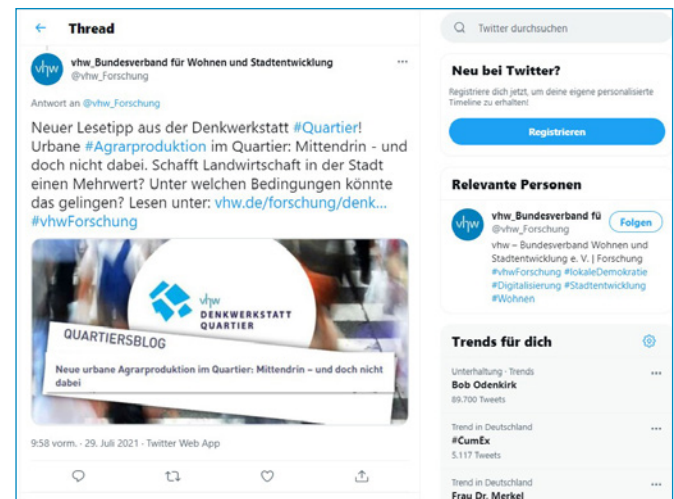 Thread
vhw_Bundesverband für Wohnen und Stadtentwicklung
@vhw_Forschung
Antwort an @vhw_Forschung
Neuer Lesetipp aus der Denkwerkstatt #Quartier!
Urbane #Agrarproduktion im Quartier: Mittendrin - und
doch nicht dabei. Schafft Landwirtschaft in der Stadt
einen Mehrwert? Unter welchen Bedingungen könnte
das gelingen? Lesen unter: vhw.de/forschung/denk...
#vhwForschung
vhw
DENKWERKSTATT
QUARTIER
QUARTIERSBLOG
Neue urbane Agrarproduktion im Quartier: Mittendrin – und doch nicht
dabei
9:58 vorm. · 29. Juli 2021 · Twitter Web App
Twitter durchsuchen
Neu bei Twitter?
Registriere dich jetzt, um deine eigene personalisierte
Timeline zu erhalten!
Registrieren
Relevante Personen
vhw
vhw_Bundesverband fü
@vhw_Forschung
Folgen
vhw – Bundesverband Wohnen und
Stadtentwicklung e. V. | Forschung
#vhwForschung #lokaleDemokratie
#Digitalisierung #Stadtentwicklung
#Wohnen
Trends für dich
Unterhaltung · Trends
Bob Odenkirk
89.700 Tweets
Trend in Deutschland
#CumEx
5.117 Tweets
Trend in Deutschland
Frau Dr. Merkel